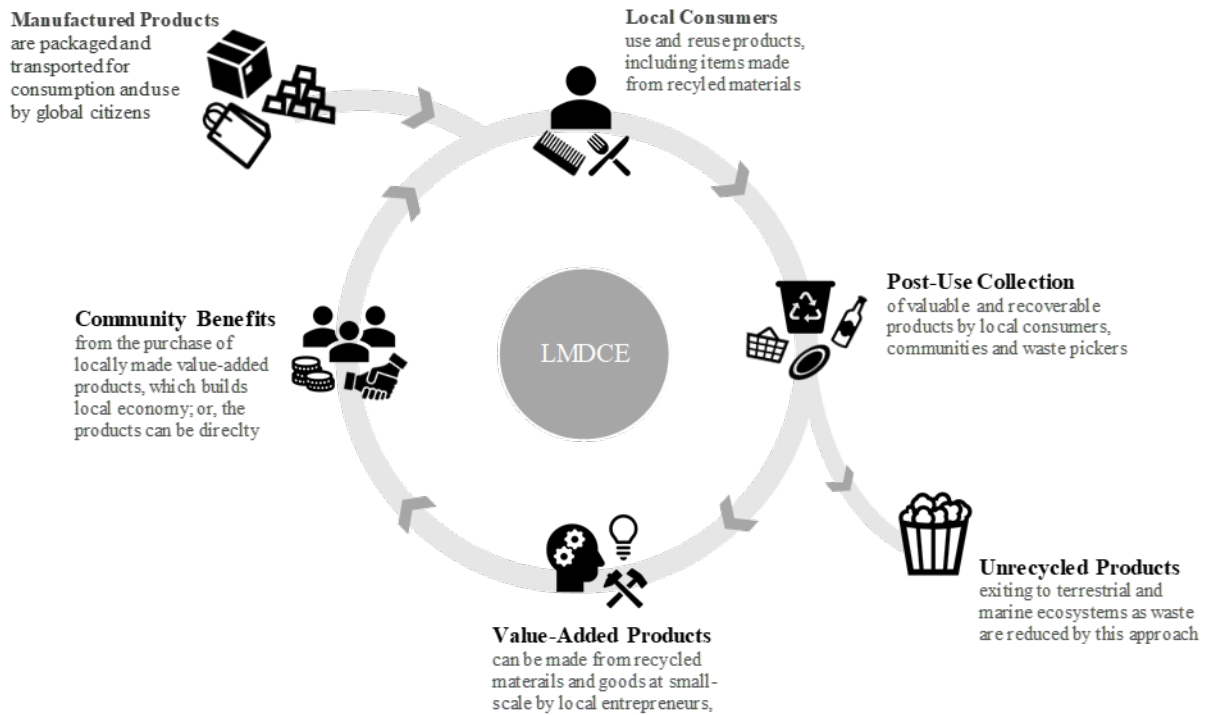 Manufactured Products
are packaged and
transported for
consumption and use
by global citizens
Local Consumers
use and reuse products,
including items made
from recyled materials
Post-Use Collection
of valuable and recoverable
products by local consumers,
communities and waste pickers
Community Benefits
from the purchase of
locally made value-added
products, which builds
local economy; or, the
products can be direclty
LMDCE
Unrecycled Products
exiting to terrestrial and
marine ecosystems as waste
are reduced by this approach
Value-Added Products
can be made from recycled
materails and goods at small-
scale by local entrepreneurs,